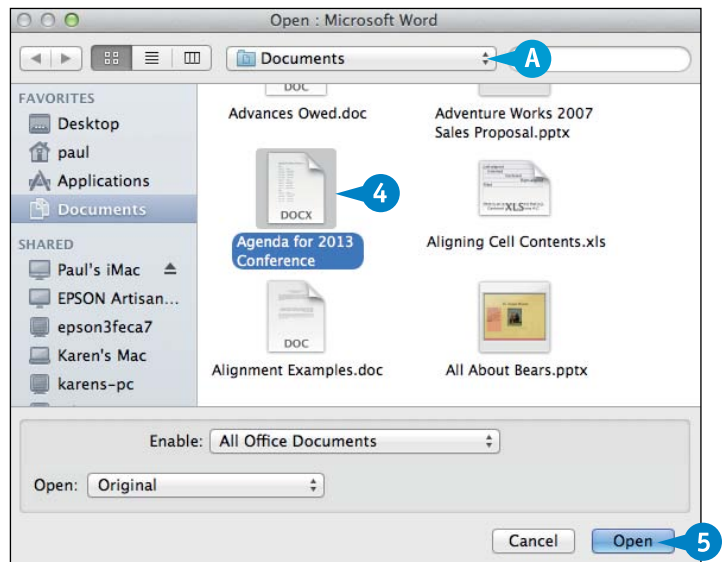 Open : Microsoft Word
Documents
A
FAVORITES
Desktop
paul
Applications
Documents
SHARED
Paul's iMac
EPSON Artisan...
epson3feca7
Karen's Mac
karens-pc
DOC
Advances Owed.doc
Adventure Works 2007
Sales Proposal.pptx
DOCX
4
Agenda for 2013
Conference
XLS
Aligning Cell Contents.xls
DOC
Alignment Examples.doc
All About Bears.pptx
Enable: All Office Documents
Open: Original
Cancel
Open
5